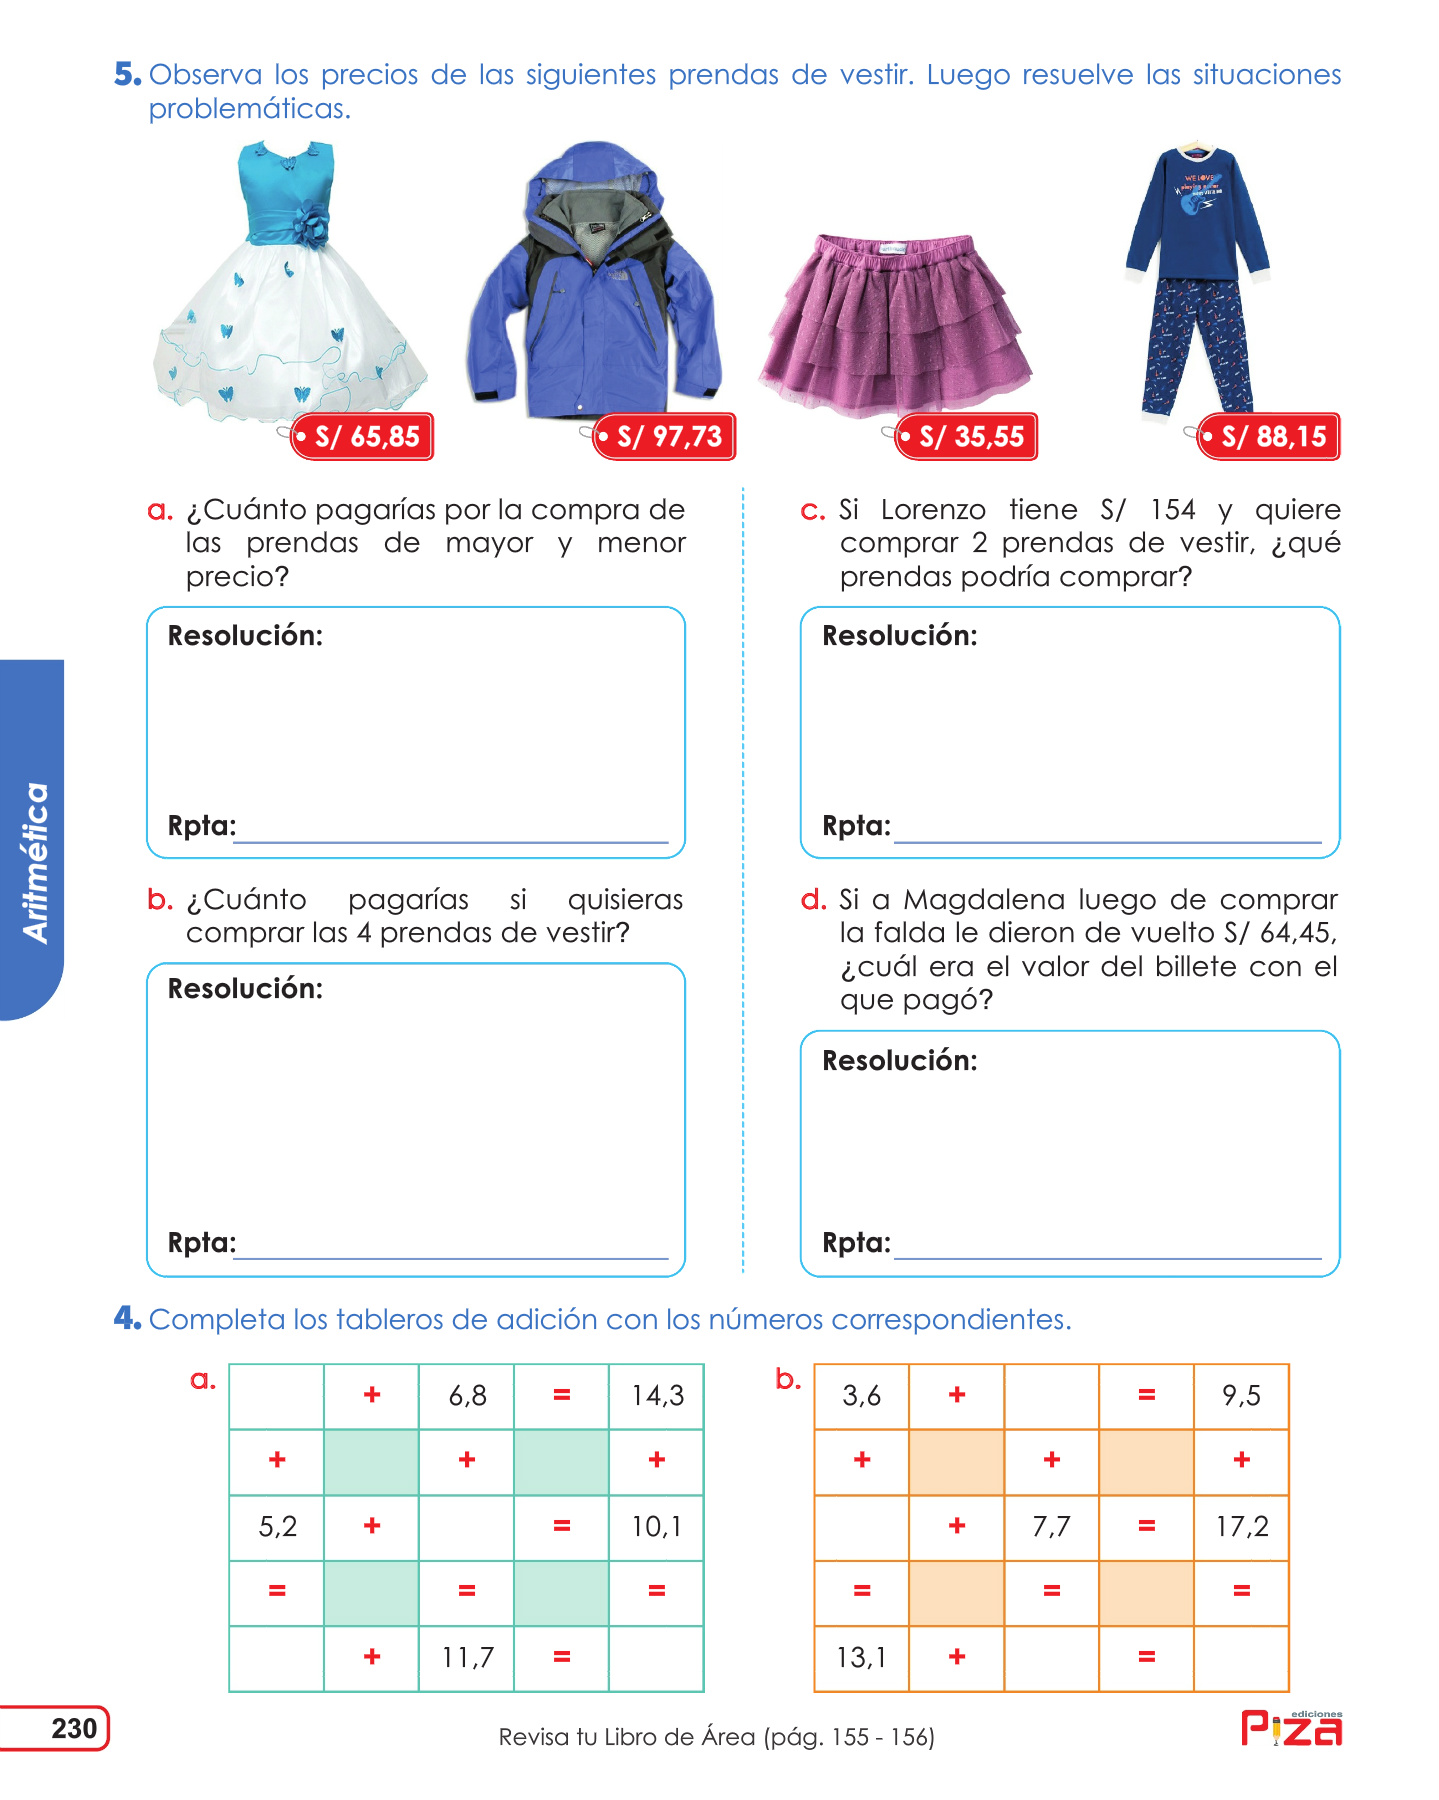 5. Observa los precios de las siguientes prendas de vestir. Luego resuelve las situaciones
problemáticas.
S/ 65,85
S/ 97,73
S/ 35,55
S/ 88,15
a. ¿Cuánto pagarías por la compra de
las prendas de mayor y menor
precio?
Resolución:
Rpta:
b. ¿Cuánto pagarías si quisieras
comprar las 4 prendas de vestir?
Resolución:
Rpta:
c. Si Lorenzo tiene S/ 154 y quiere
comprar 2 prendas de vestir, ¿qué
prendas podría comprar?
Resolución:
Rpta:
d. Si a Magdalena luego de comprar
la falda le dieron de vuelto S/ 64,45,
¿cuál era el valor del billete con el
que pagó?
Resolución:
Rpta:
Aritmética
4. Completa los tableros de adición con los números correspondientes.
a.
+ 6,8 = 14,3
+ + +
5,2 + = 10,1
= = =
+ 11,7 =
b.
3,6 + = 9,5
+ + +
+ 7,7 = 17,2
= = =
13,1 + =
230
Revisa tu Libro de Área (pág. 155 - 156)
ediciones
Piza